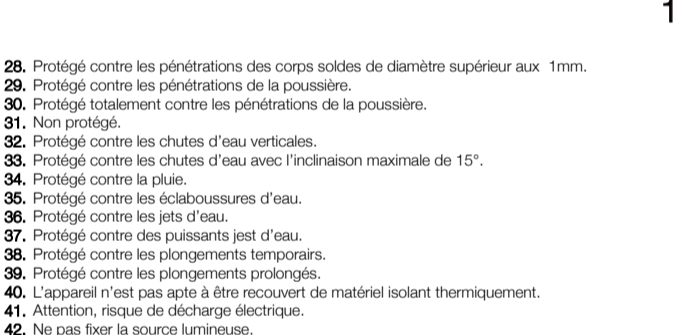 1
28. Protégé contre les pénétrations des corps soldes de diamètre supérieur aux 1mm.
29. Protégé contre les pénétrations de la poussière.
30. Protégé totalement contre les pénétrations de la poussière.
31. Non protégé.
32. Protégé contre les chutes d'eau verticales.
33. Protégé contre les chutes d'eau avec l'inclinaison maximale de 15°.
34. Protégé contre la pluie.
35. Protégé contre les éclaboussures d'eau.
36. Protégé contre les jets d'eau.
37. Protégé contre des puissants jest d'eau.
38. Protégé contre les plongements temporairs.
39. Protégé contre les plongements prolongés.
40. L'appareil n'est pas apte à être recouvert de matériel isolant thermiquement.
41. Attention, risque de décharge électrique.
42. Ne pas fixer la source lumineuse.